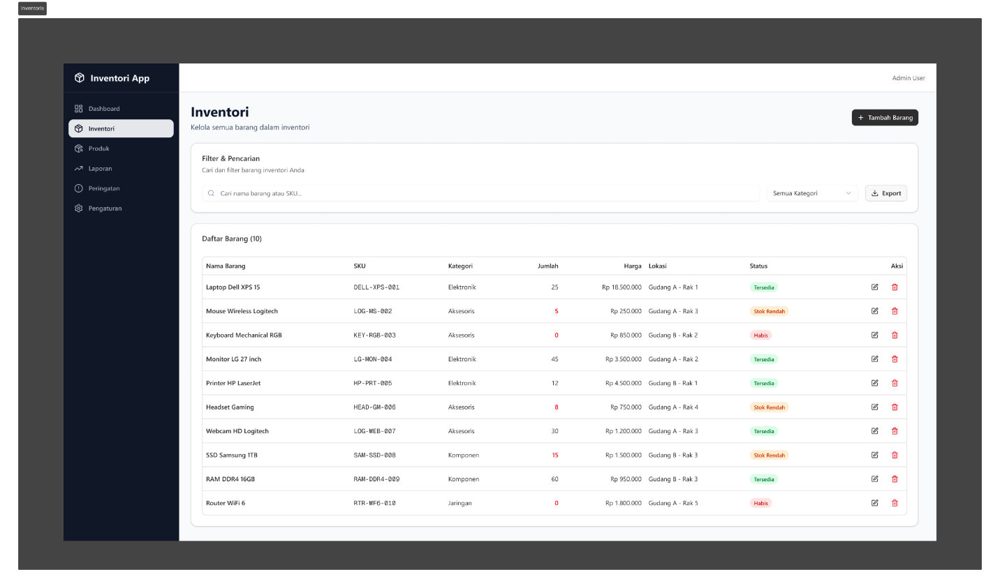 Inventoris
Inventori App
Admin User
Dashboard
Inventori
Produk
Laporan
Peringatan
Pengaturan
Inventori
Kelola semua barang dalam inventori
+ Tambah Barang
Filter & Pencarian
Cari dan filter barang inventori Anda
Cari nama barang atau SKU...
Semua Kategori
Export
Daftar Barang (10)
Nama Barang SKU Kategori Jumlah Harga Lokasi Status Aksi
Laptop Dell XPS 15 DELL-XPS-001 Elektronik 25 Rp 18.500.000 Gudang A - Rak 1 Tersedia
Mouse Wireless Logitech LOG-MS-002 Aksesoris 5 Rp 250.000 Gudang A - Rak 3 Stok Rendah
Keyboard Mechanical RGB KEY-RGB-003 Aksesoris 0 Rp 850.000 Gudang B - Rak 2 Habis
Monitor LG 27 inch LG-MON-004 Elektronik 45 Rp 3.500.000 Gudang A - Rak 2 Tersedia
Printer HP LaserJet HP-PRT-005 Elektronik 12 Rp 4.500.000 Gudang B - Rak 1 Tersedia
Headset Gaming HEAD-GM-006 Aksesoris 8 Rp 750.000 Gudang A - Rak 4 Stok Rendah
Webcam HD Logitech LOG-WEB-007 Aksesoris 30 Rp 1.200.000 Gudang A - Rak 3 Tersedia
SSD Samsung 1TB SAM-SSD-008 Komponen 15 Rp 1.500.000 Gudang B - Rak 3 Stok Rendah
RAM DDR4 16GB RAM-DDR4-009 Komponen 60 Rp 950.000 Gudang B - Rak 3 Tersedia
Router WiFi 6 RTR-WF6-010 Jaringan 0 Rp 1.800.000 Gudang A - Rak 5 Habis